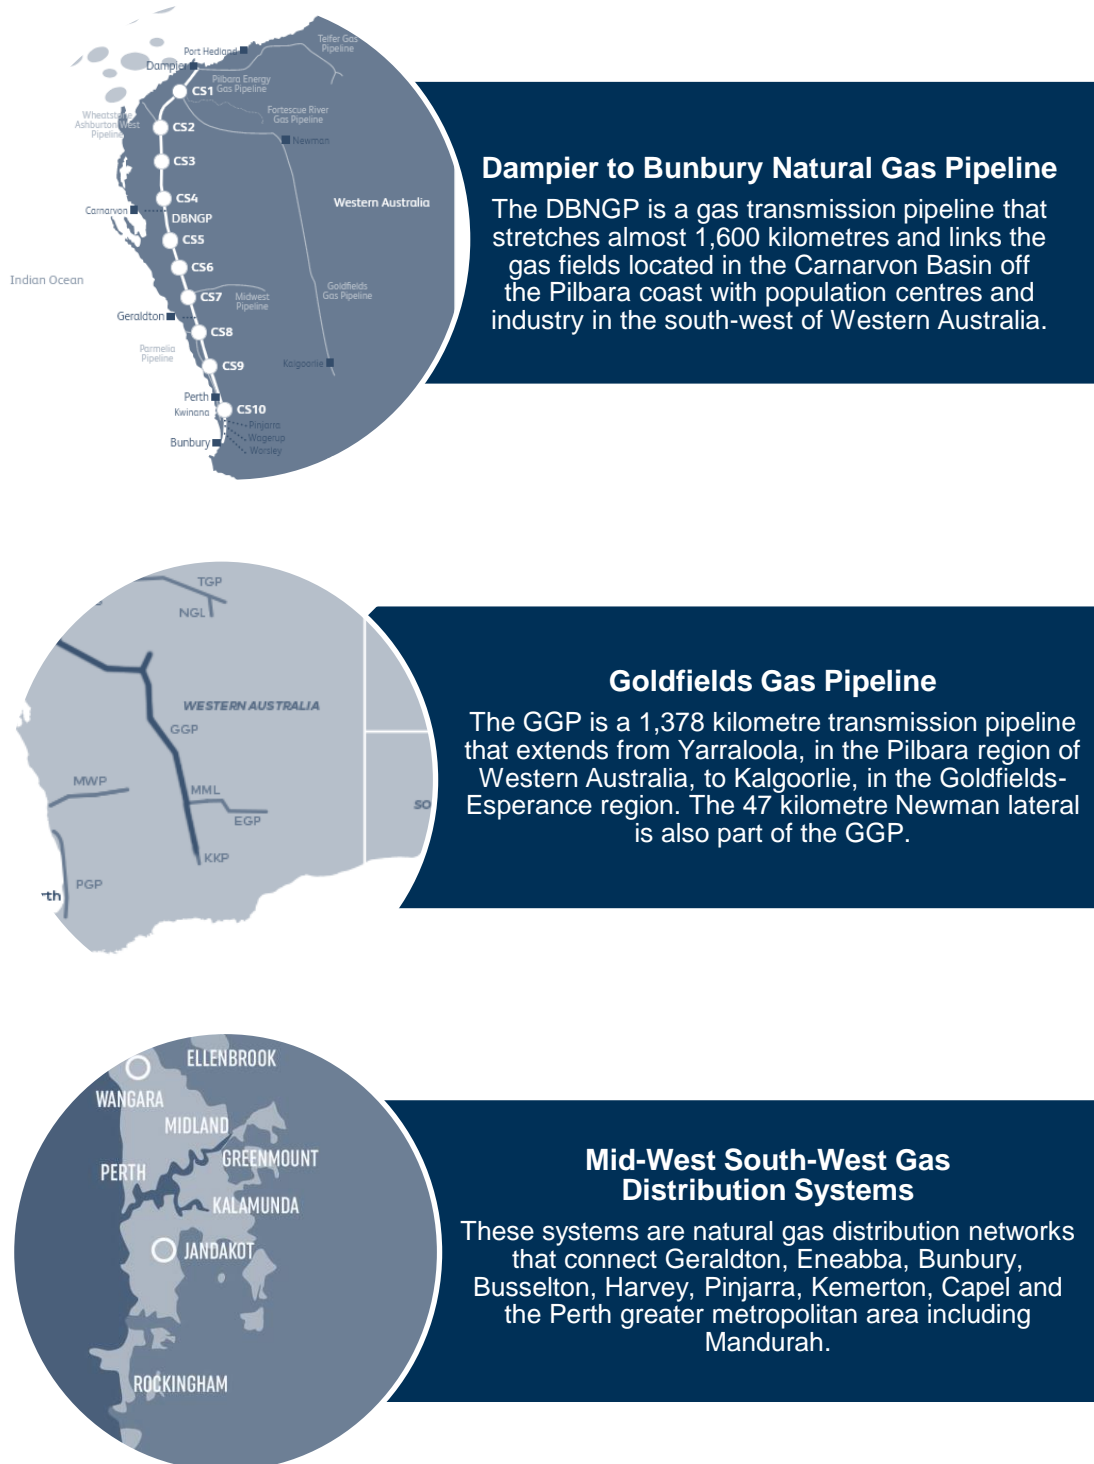 Port Hedland
Telfer Gas
Pipeline
Dampier
Pilbara Energy
Gas Pipeline
CS1
Fortescue River
Gas Pipeline
Wheatstone
Ashburton West
Pipeline
CS2
Newman
CS3
CS4
Carnarvon
DBNGP
Western Australia
CS5
CS6
Indian Ocean
CS7
Midwest
Pipeline
Goldfields
Gas Pipeline
Geraldton
CS8
Parmelia
Pipeline
CS9
Kalgoorlie
Perth
Kwinana
CS10
Pinjarra
Wagerup
Bunbury
Worsley
Dampier to Bunbury Natural Gas Pipeline
The DBNGP is a gas transmission pipeline that
stretches almost 1,600 kilometres and links the
gas fields located in the Carnarvon Basin off
the Pilbara coast with population centres and
industry in the south-west of Western Australia.
TGP
NGL
WESTERN AUSTRALIA
GGP
MWP
MML
EGP
SO
KKP
PGP
rth
Goldfields Gas Pipeline
The GGP is a 1,378 kilometre transmission pipeline
that extends from Yarraloola, in the Pilbara region of
Western Australia, to Kalgoorlie, in the Goldfields-
Esperance region. The 47 kilometre Newman lateral
is also part of the GGP.
ELLENBROOK
WANGARA
MIDLAND
GREENMOUNT
PERTH
KALAMUNDA
JANDAKOT
ROCKINGHAM
Mid-West South-West Gas
Distribution Systems
These systems are natural gas distribution networks
that connect Geraldton, Eneabba, Bunbury,
Busselton, Harvey, Pinjarra, Kemerton, Capel and
the Perth greater metropolitan area including
Mandurah.